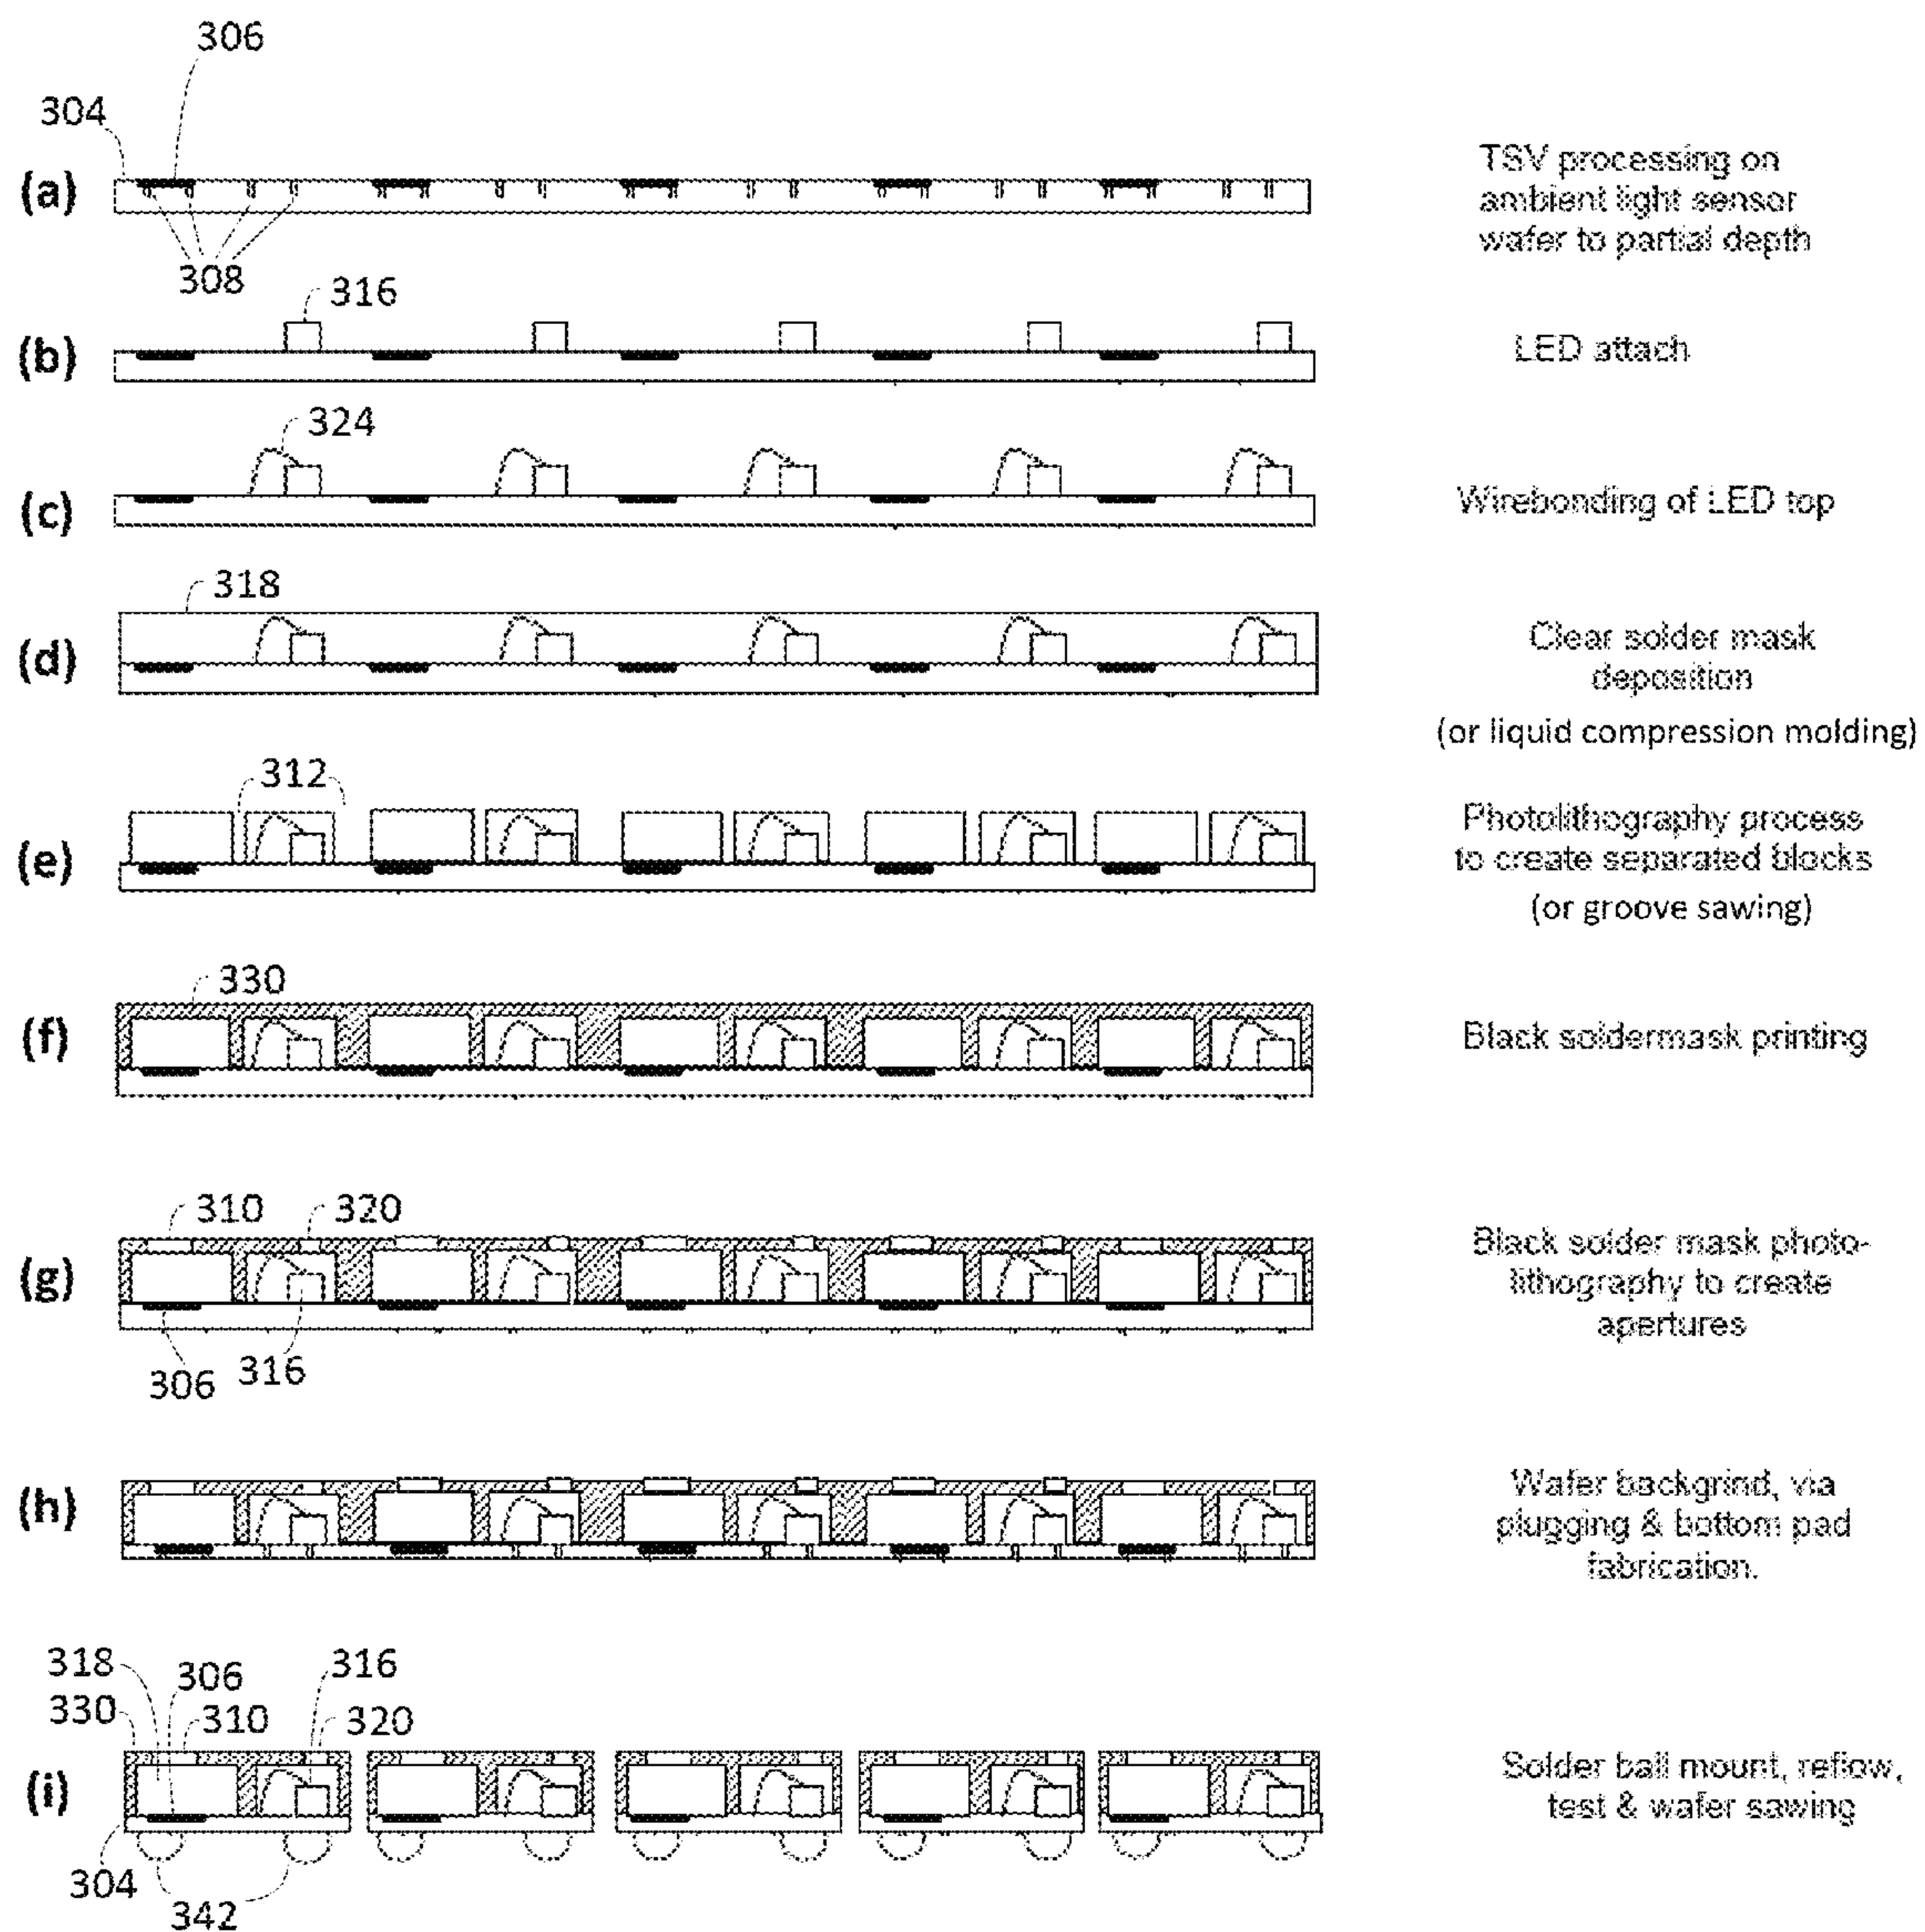 306
304
(a)
308
TSV processing on
ambient light sensor
wafer to partial depth
316
(b)
LED attach
324
(c)
Wirebonding of LED top
318
(d)
Clear solder mask
deposition
(or liquid compression molding)
312
(e)
Photolithography process
to create separated blocks
(or groove sawing)
330
(f)
Black soldermask printing
310 320
(g)
306 316
Black solder mask photo-
lithography to create
apertures
(h)
Wafer backgrind, via
plugging & bottom pad
fabrication.
318 306 316
330 310 320
(i)
304
342
Solder ball mount, reflow,
test & wafer sawing